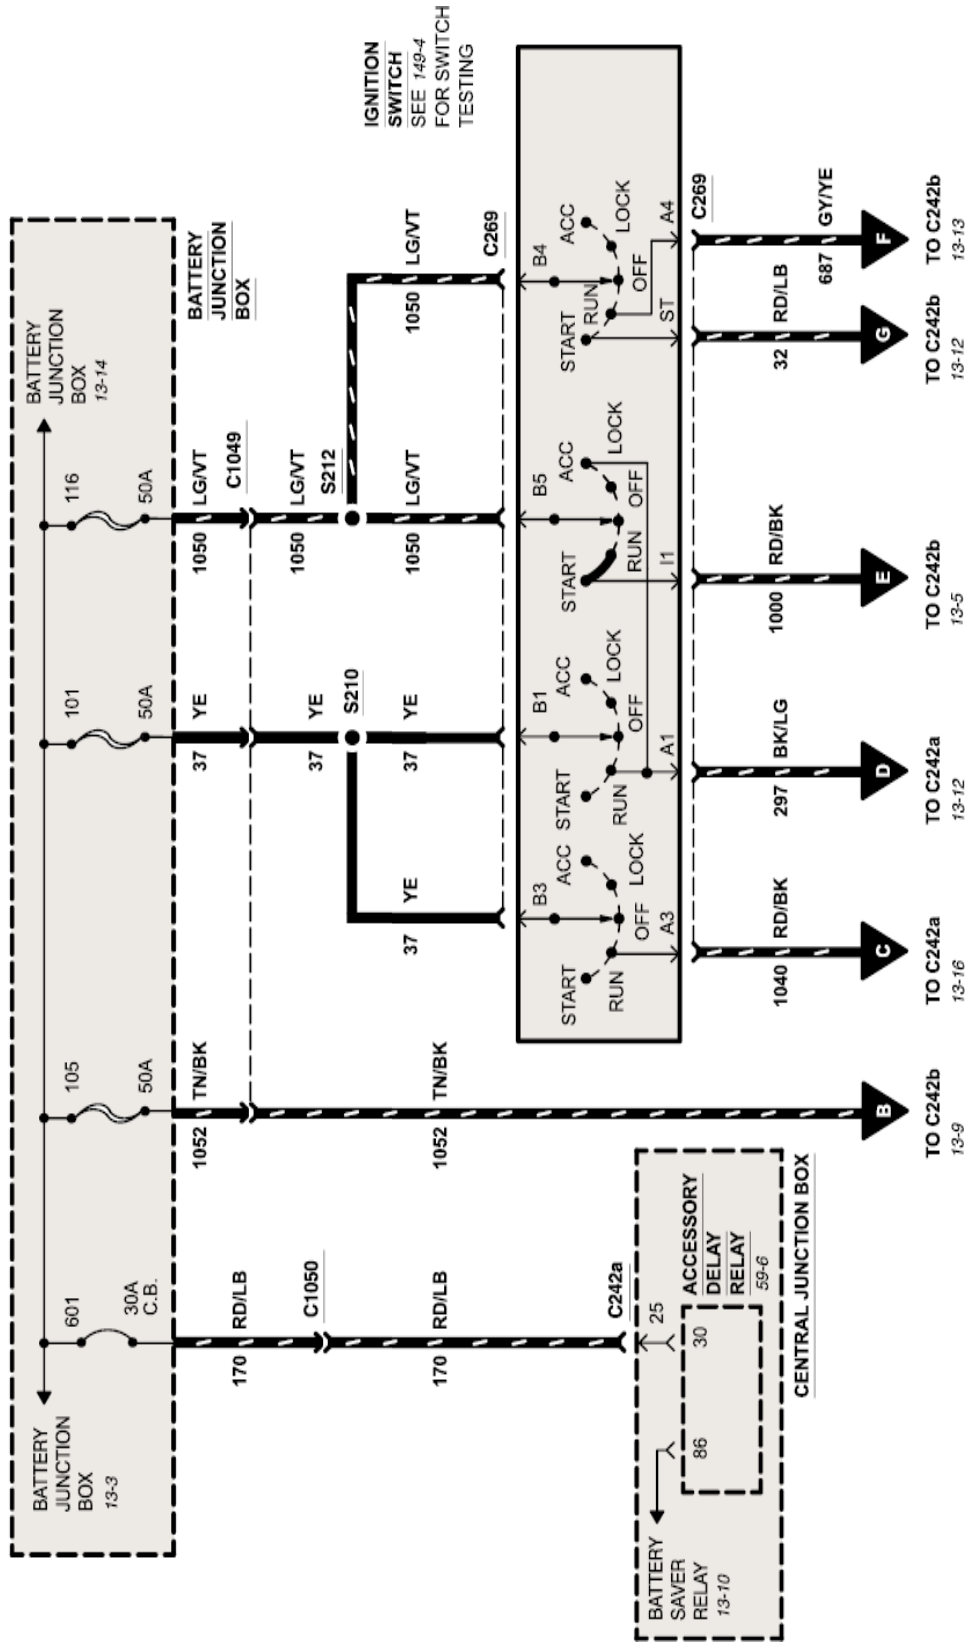 BATTERY
JUNCTION
BOX
13-3
601
30A
C.B.
105
50A
101
50A
116
50A
BATTERY
JUNCTION
BOX
13-14
BATTERY
JUNCTION
BOX
170 RD/LB
1052 TN/BK
37 YE
1050 LG/VT
C1050
C1049
37 YE
1050 LG/VT
S210
S212
170 RD/LB
1052 TN/BK
37 YE
37 YE
1050 LG/VT
1050 LG/VT
C269
IGNITION
SWITCH
SEE 149-4
FOR SWITCH
TESTING
B3
B1
B5
B4
START
RUN
OFF
LOCK
ACC
START
RUN
OFF
LOCK
ACC
START
RUN
OFF
LOCK
ACC
START
RUN
OFF
LOCK
ACC
A3
A1
I1
ST
A4
C269
C242a
25
30
86
BATTERY
SAVER
RELAY
13-10
ACCESSORY
DELAY
RELAY
59-6
CENTRAL JUNCTION BOX
1040 RD/BK
297 BK/LG
1000 RD/BK
32 RD/LB
687 GY/YE
B
C
D
E
G
F
TO C242b
13-9
TO C242a
13-16
TO C242a
13-12
TO C242b
13-5
TO C242b
13-12
TO C242b
13-13